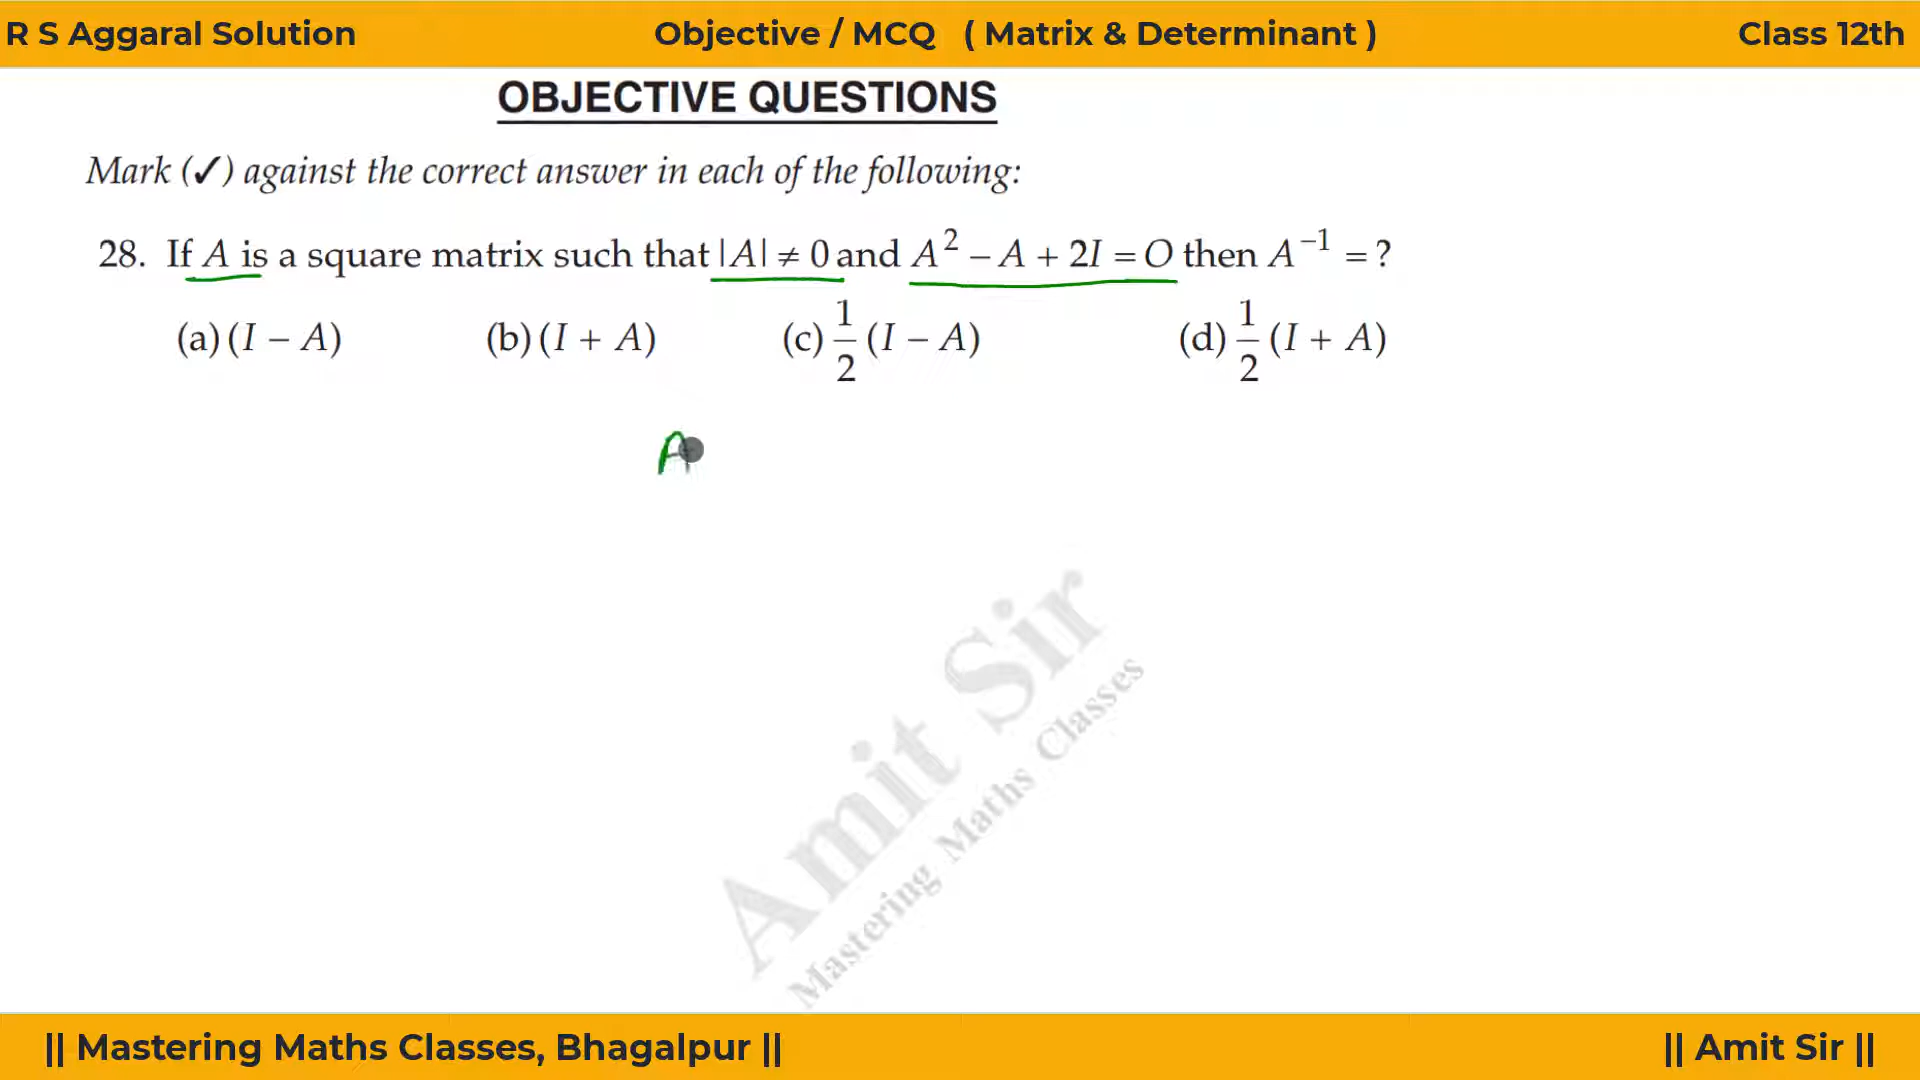 R S Aggaral Solution Objective / MCQ ( Matrix & Determinant ) Class 12th
OBJECTIVE QUESTIONS
Mark (✓) against the correct answer in each of the following:
28. If A is a square matrix such that |A| ≠ 0 and A² – A + 2I = O then A⁻¹ = ?
(a) (I – A) (b) (I + A) (c) 1/2 (I – A) (d) 1/2 (I + A)
A
Amit Sir
Mastering Maths Classes
|| Mastering Maths Classes, Bhagalpur || || Amit Sir ||